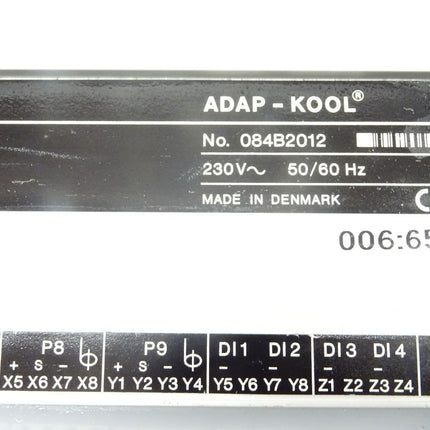 ADAP - KOOL®
No. 084B2012
230V~ 50/60 Hz
MADE IN DENMARK
006:65
P8 P9 DI1 DI2 DI3 DI4
+ s - + s -
X5 X6 X7 X8 Y1 Y2 Y3 Y4 Y5 Y6 Y7 Y8 Z1 Z2 Z3 Z4